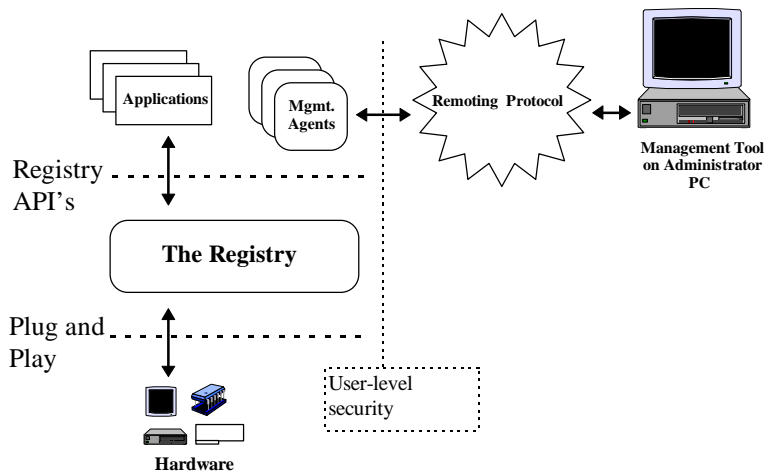 Applications
Mgmt.
Agents
Remoting Protocol
Management Tool
on Administrator
PC
Registry
API's
The Registry
Plug and
Play
User-level
security
Hardware